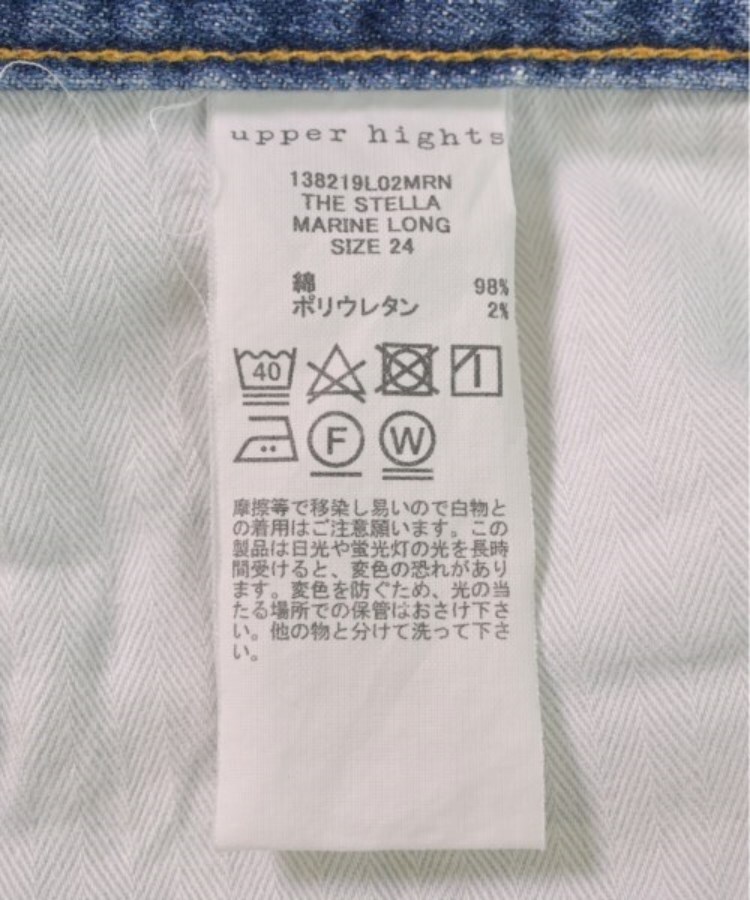 upper hights
138219L02MRN
THE STELLA
MARINE LONG
SIZE 24
綿 98%
ポリウレタン 2%
40
F W
摩擦等で移染し易いので白物と
の着用はご注意願います。この
製品は日光や蛍光灯の光を長時
間受けると、変色の恐れがあり
ます。変色を防ぐため、光の当
たる場所での保管はおさけ下さ
い。他の物と分けて洗って下さ
い。